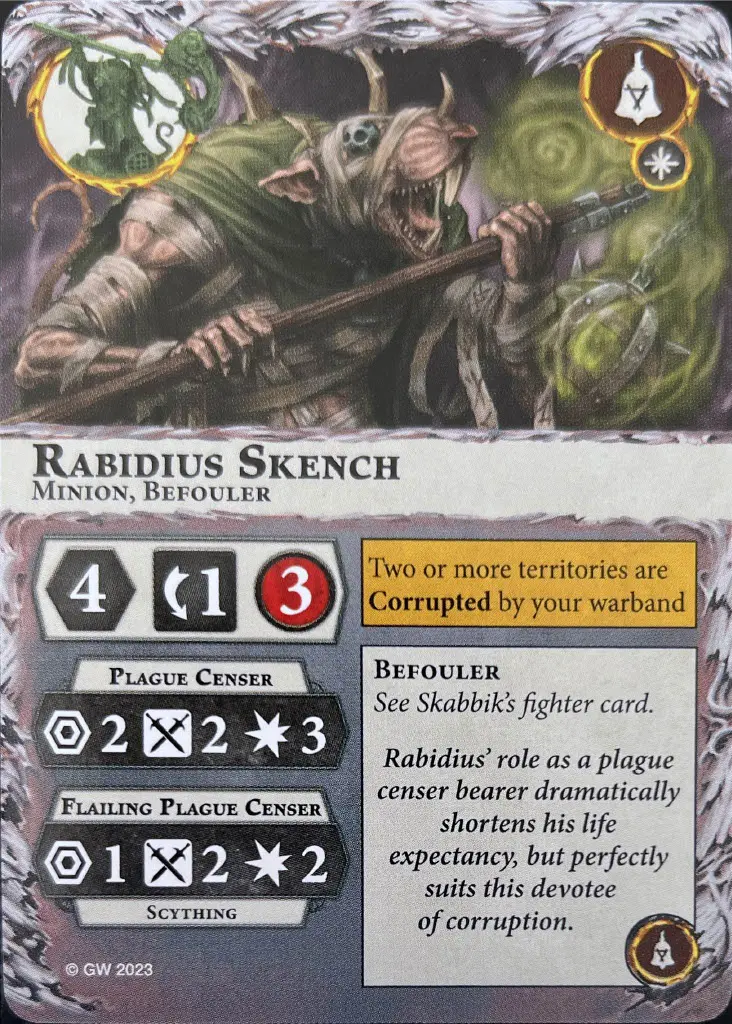 Rabidius Skench
Minion, Befouler
4 1 3
Two or more territories are
Corrupted by your warband
Plague Censer
2 2 3
Flailing Plague Censer
1 2 2
Scything
Befouler
See Skabbik's fighter card.
Rabidius' role as a plague
censer bearer dramatically
shortens his life
expectancy, but perfectly
suits this devotee
of corruption.
© GW 2023